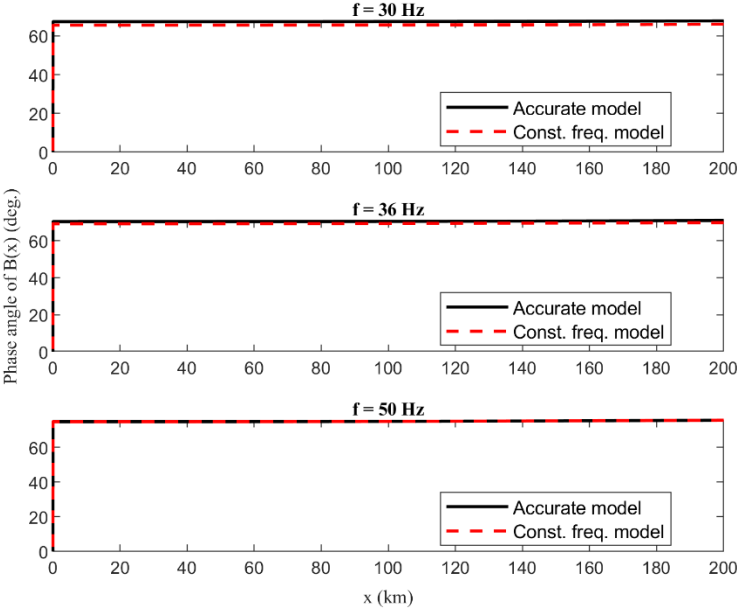 f = 30 Hz
60
40
20
0
Accurate model
Const. freq. model
0 20 40 60 80 100 120 140 160 180 200
f = 36 Hz
60
40
20
0
Accurate model
Const. freq. model
0 20 40 60 80 100 120 140 160 180 200
Phase angle of B(x) (deg.)
f = 50 Hz
60
40
20
0
Accurate model
Const. freq. model
0 20 40 60 80 100 120 140 160 180 200
x (km)